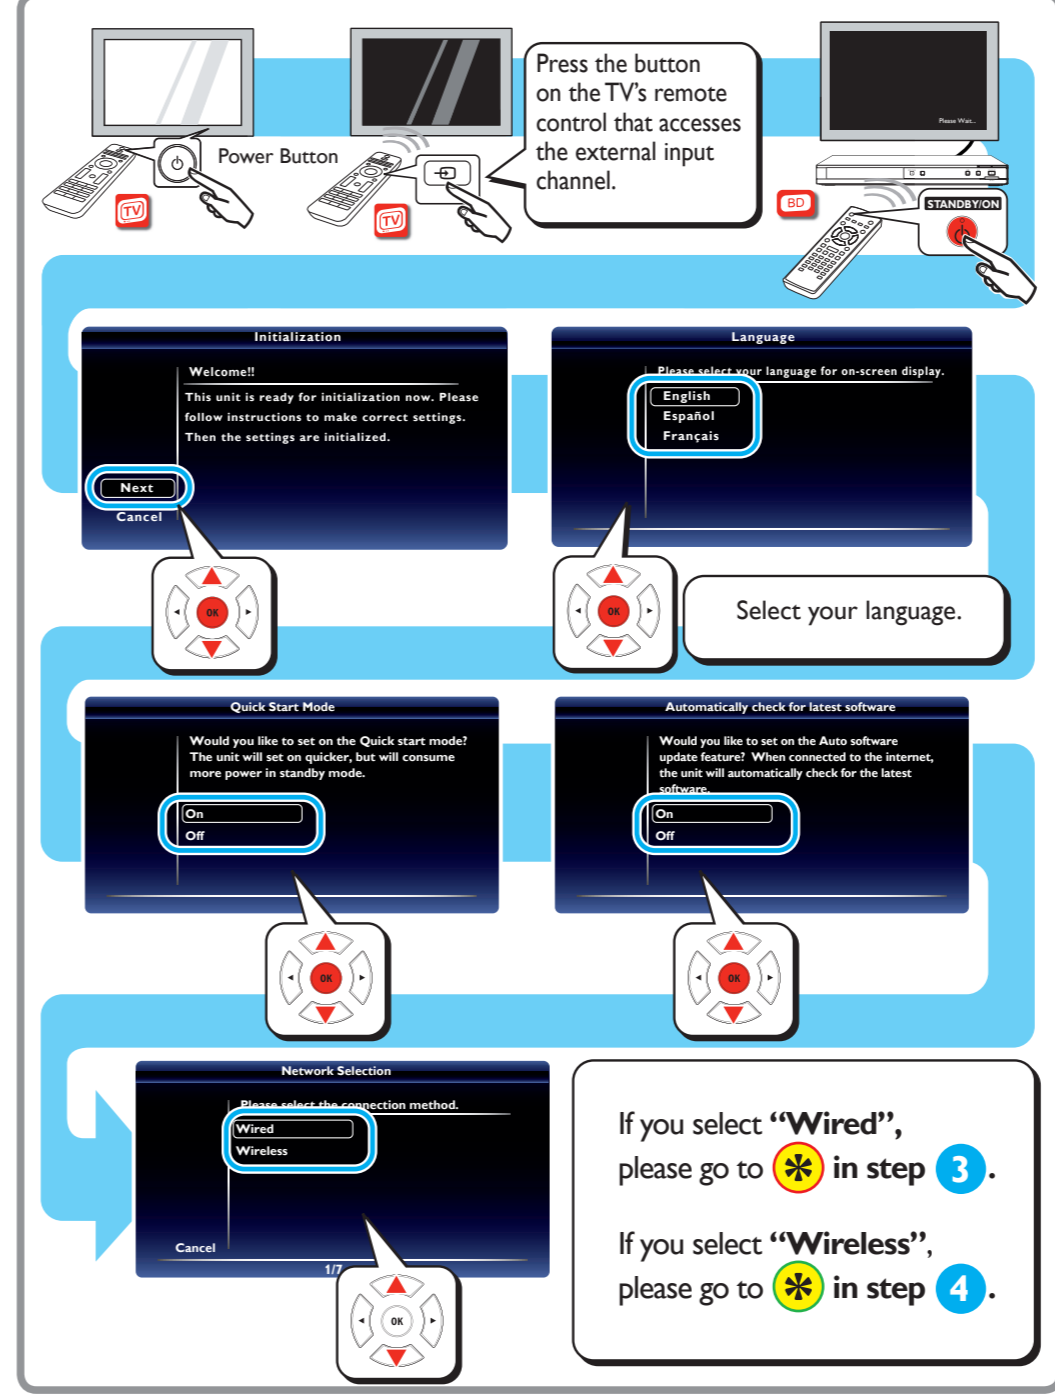 Press the button
on the TV's remote
control that accesses
the external input
channel.
Please Wait...
Power Button
TV
TV
BD
STANDBY/ON
Initialization
Welcome!!
This unit is ready for initialization now. Please
follow instructions to make correct settings.
Then the settings are initialized.
Next
Cancel
OK
Language
Please select your language for on-screen display.
English
Español
Français
OK
Select your language.
Quick Start Mode
Would you like to set on the Quick start mode?
The unit will set on quicker, but will consume
more power in standby mode.
On
Off
OK
Automatically check for latest software
Would you like to set on the Auto software
update feature? When connected to the internet,
the unit will automatically check for the latest
software.
On
Off
OK
Network Selection
Please select the connection method.
Wired
Wireless
Cancel
1/7
OK
If you select “Wired”,
please go to * in step 3.
If you select “Wireless”,
please go to * in step 4.